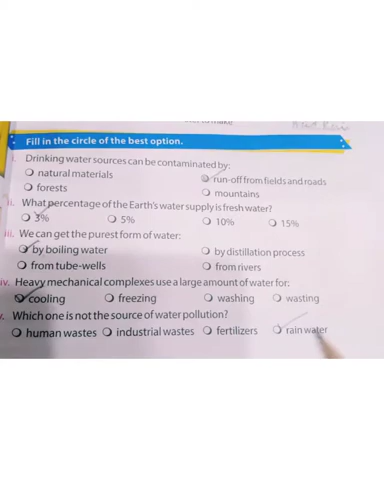 Fill in the circle of the best option.
i. Drinking water sources can be contaminated by:
natural materials run-off from fields and roads
forests mountains
ii. What percentage of the Earth's water supply is fresh water?
3% 5% 10% 15%
iii. We can get the purest form of water:
by boiling water by distillation process
from tube-wells from rivers
iv. Heavy mechanical complexes use a large amount of water for:
cooling freezing washing wasting
v. Which one is not the source of water pollution?
human wastes industrial wastes fertilizers rain water